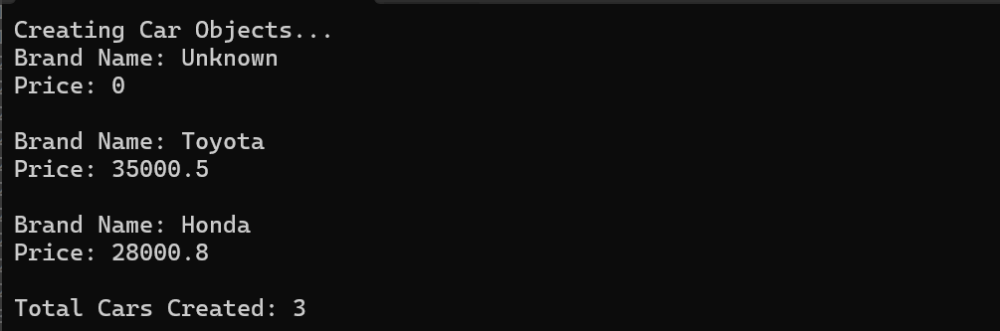 Creating Car Objects...
Brand Name: Unknown
Price: 0
Brand Name: Toyota
Price: 35000.5
Brand Name: Honda
Price: 28000.8
Total Cars Created: 3